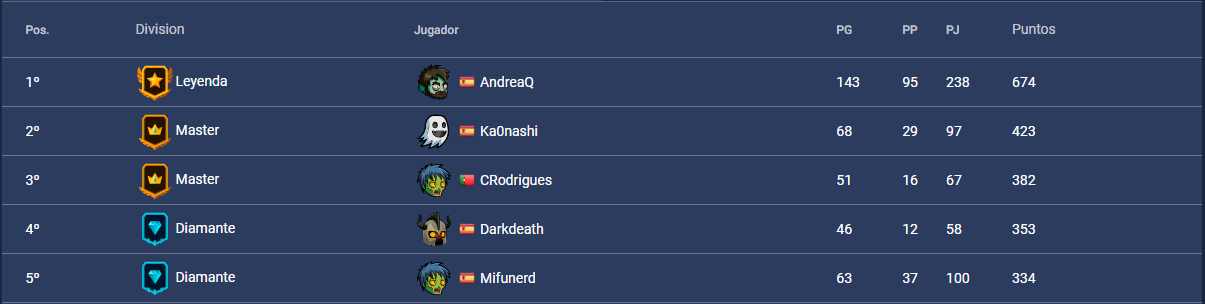 Pos. Division Jugador PG PP PJ Puntos
1º Leyenda AndreaQ 143 95 238 674
2º Master Ka0nashi 68 29 97 423
3º Master CRodrigues 51 16 67 382
4º Diamante Darkdeath 46 12 58 353
5º Diamante Mifunerd 63 37 100 334